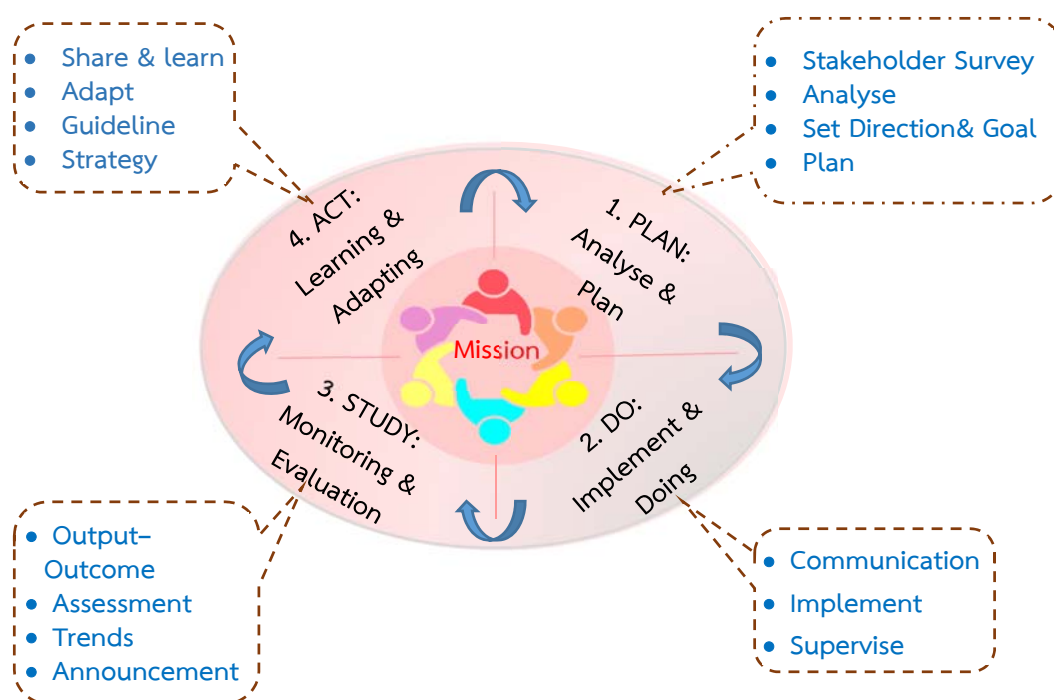 • Share & learn
• Adapt
• Guideline
• Strategy
• Stakeholder Survey
• Analyse
• Set Direction& Goal
• Plan
4. ACT:
Learning &
Adapting
1. PLAN:
Analyse &
Plan
Mission
3. STUDY:
Monitoring &
Evaluation
2. DO:
Implement &
Doing
• Output–
Outcome
• Assessment
• Trends
• Announcement
• Communication
• Implement
• Supervise